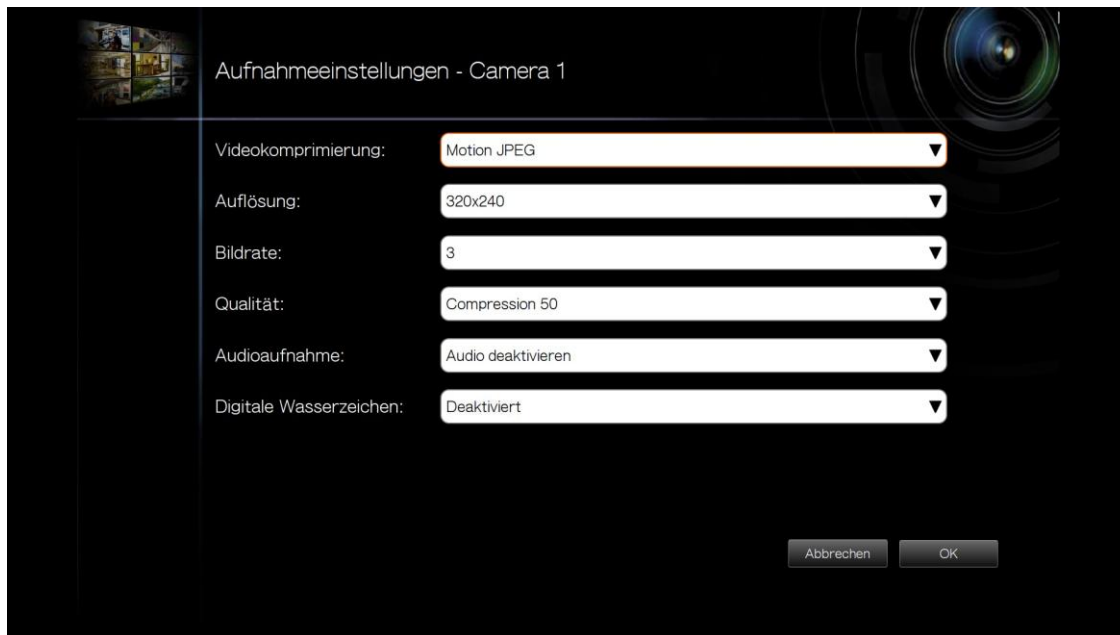 Aufnahmeeinstellungen - Camera 1
Videokomprimierung: Motion JPEG
Auflösung: 320x240
Bildrate: 3
Qualität: Compression 50
Audioaufnahme: Audio deaktivieren
Digitale Wasserzeichen: Deaktiviert
Abbrechen OK